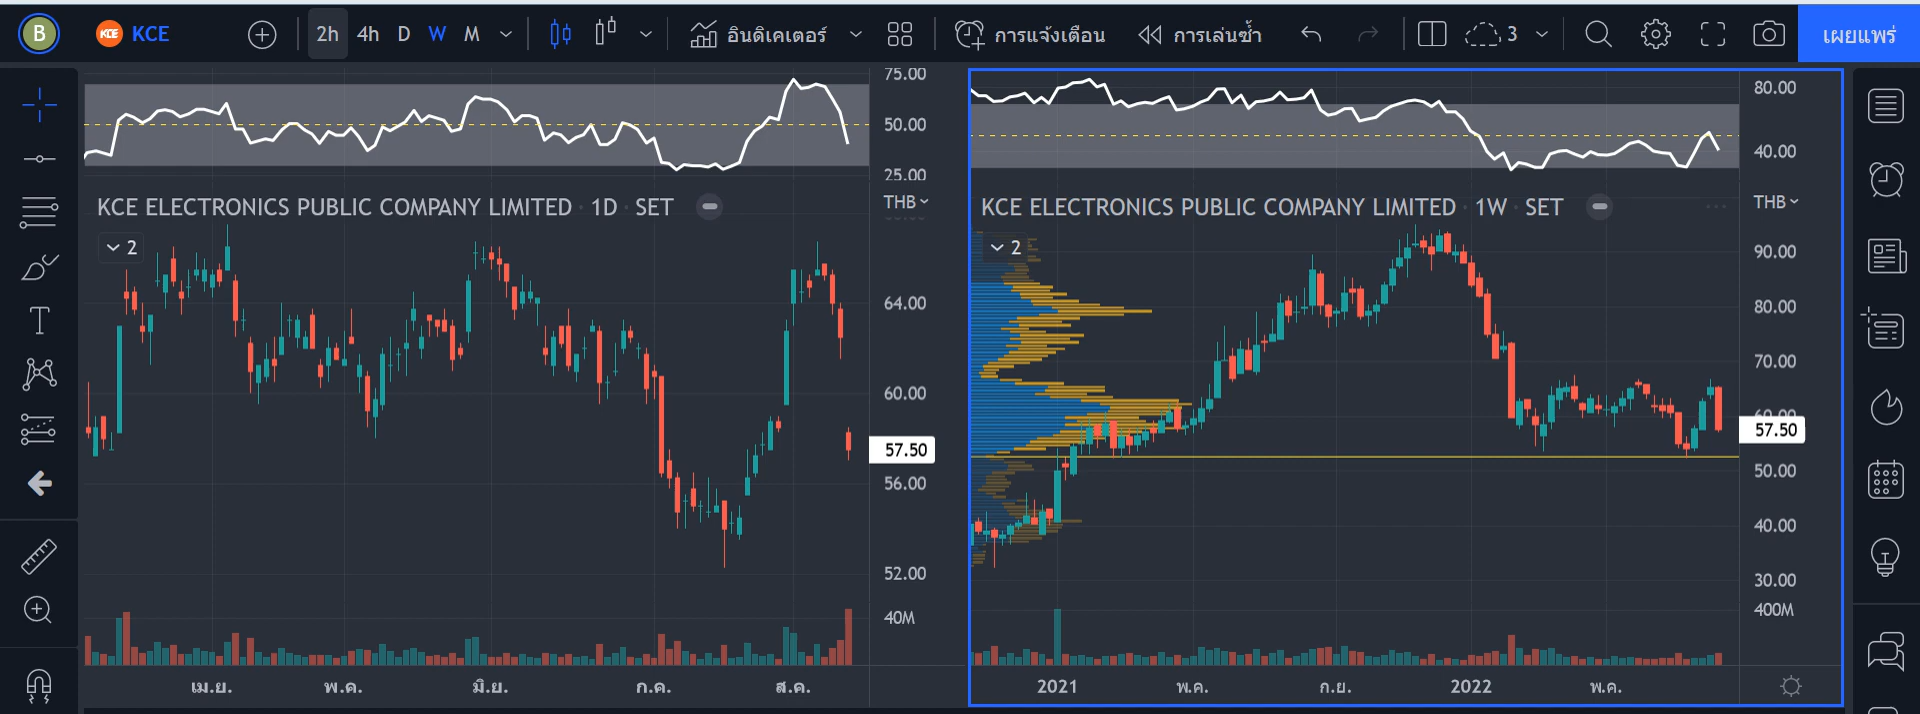 B KCE KCE 2h 4h D W M อินดิเคเตอร์ การแจ้งเตือน การเล่นซ้ำ 3 เผยแพร่
75.00
50.00
25.00
KCE ELECTRONICS PUBLIC COMPANY LIMITED · 1D · SET
THB
2
64.00
60.00
57.50
56.00
52.00
40M
เม.ย. พ.ค. มิ.ย. ก.ค. ส.ค.
80.00
40.00
KCE ELECTRONICS PUBLIC COMPANY LIMITED · 1W · SET
THB
2
90.00
80.00
70.00
60.00
57.50
50.00
40.00
30.00
400M
2021 พ.ค. ก.ย. 2022 พ.ค.
T